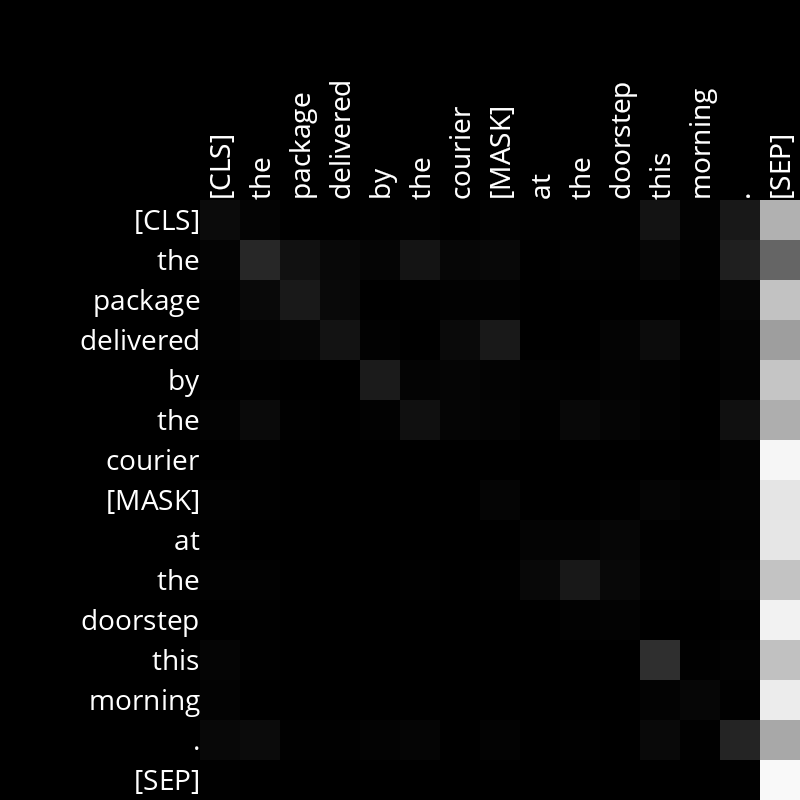 [CLS] the package delivered by the courier [MASK] at the doorstep this morning . [SEP]
[CLS]
the
package
delivered
by
the
courier
[MASK]
at
the
doorstep
this
morning
.
[SEP]